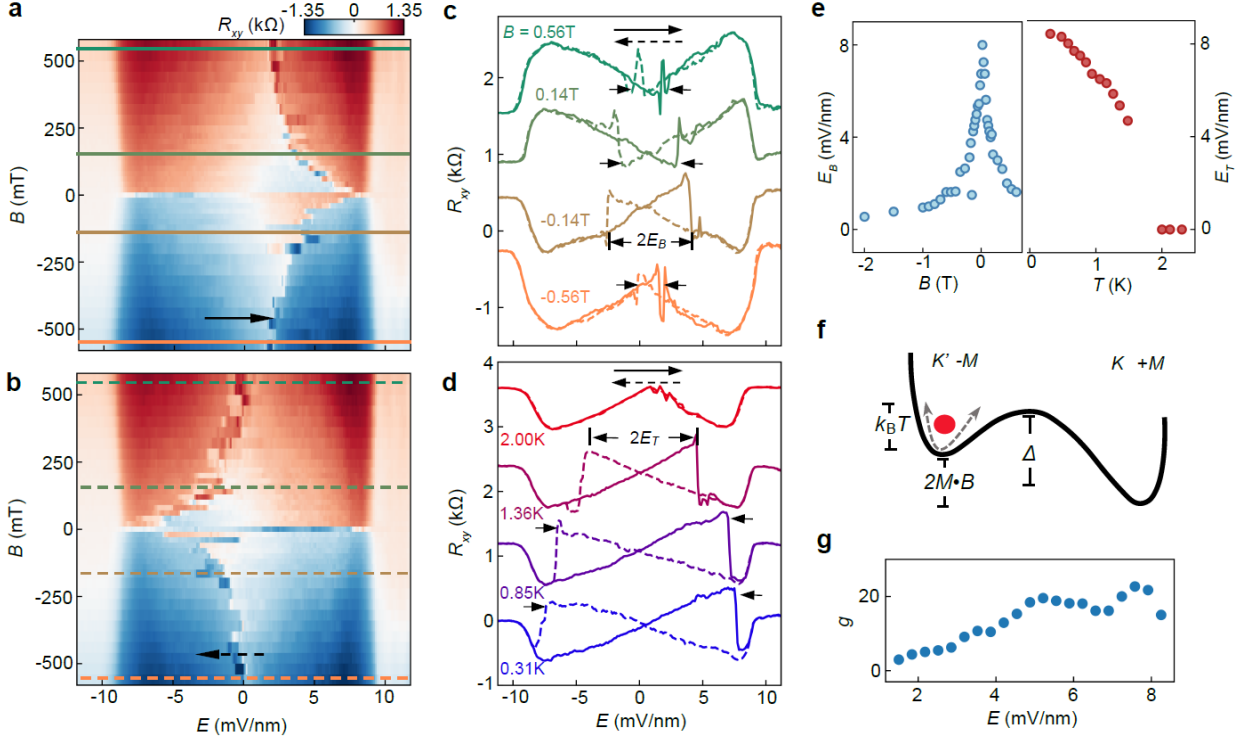 a
R_xy (kΩ)
-1.35
1.35
B (mT)
500
250
0
-250
-500
b
B (mT)
500
250
0
-250
-500
-10
-5
0
5
10
E (mV/nm)
c
R_xy (kΩ)
2
1
0
-1
B = 0.56T
0.14T
-0.14T
2E_B
-0.56T
d
R_xy (kΩ)
4
3
2
1
0
-1
2.00K
2E_T
1.36K
0.85K
0.31K
-10
-5
0
5
10
E (mV/nm)
e
E_B (mV/nm)
8
4
0
-2
-1
0
B (T)
0
1
2
T (K)
8
4
0
E_T (mV/nm)
f
K' -M
K +M
k_BT
Δ
2M•B
g
g
20
0
2
4
6
8
E (mV/nm)